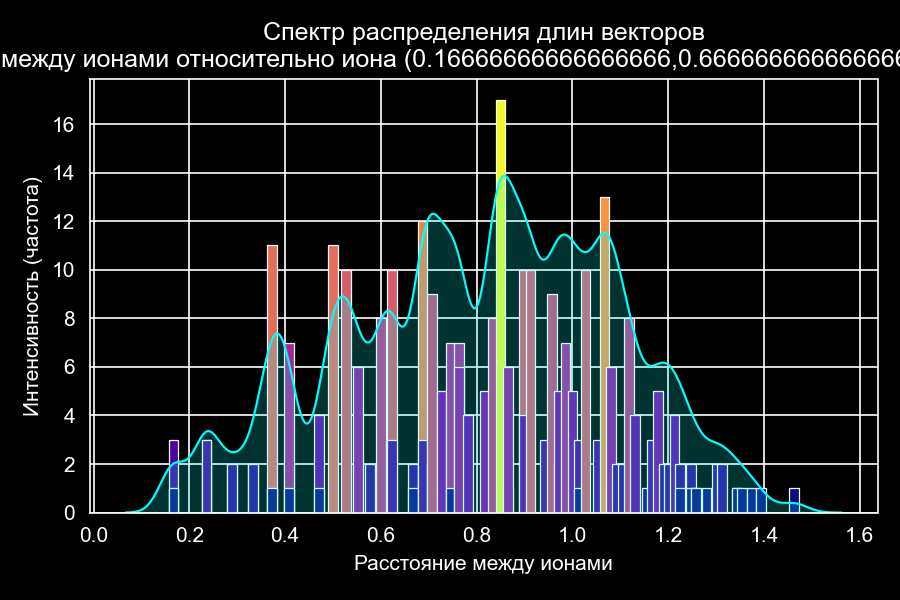 Спектр распределения длин векторов
между ионами относительно иона (0.16666666666666666,0.666666666666666
Интенсивность (частота)
16
14
12
10
8
6
4
2
0
0.0 0.2 0.4 0.6 0.8 1.0 1.2 1.4 1.6
Расстояние между ионами